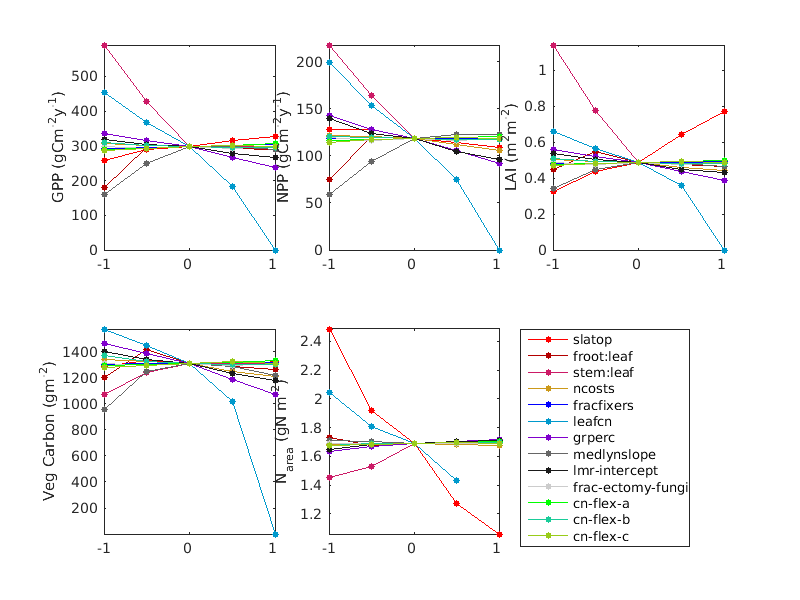 GPP (gCm⁻²y⁻¹)
500
400
300
200
100
0
-1 0 1
NPP (gCm⁻²y⁻¹)
200
150
100
50
0
-1 0 1
LAI (m²m⁻²)
1
0.8
0.6
0.4
0.2
0
-1 0 1
Veg Carbon (gm⁻²)
1400
1200
1000
800
600
400
200
-1 0 1
N_area (gN m⁻²)
2.4
2.2
2
1.8
1.6
1.4
1.2
-1 0 1
slatop
froot:leaf
stem:leaf
ncosts
fracfixers
leafcn
grperc
medlynslope
lmr-intercept
frac-ectomy-fungi
cn-flex-a
cn-flex-b
cn-flex-c